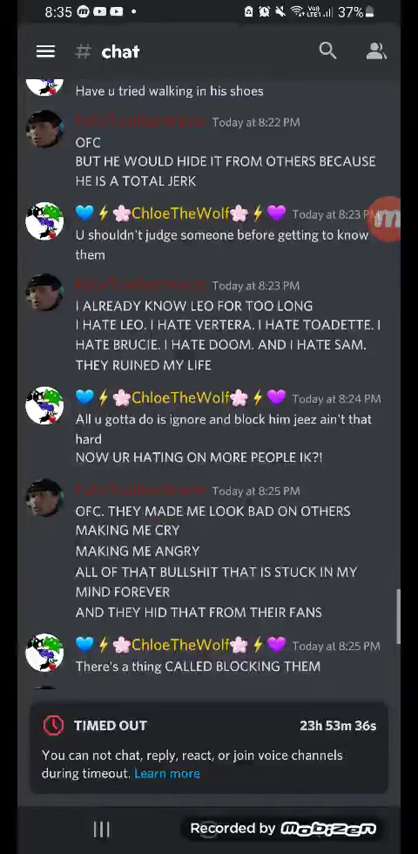 8:35
37%
# chat
Have u tried walking in his shoes
Today at 8:22 PM
OFC
BUT HE WOULD HIDE IT FROM OTHERS BECAUSE
HE IS A TOTAL JERK
💙⚡🌸ChloeTheWolf🌸⚡💜 Today at 8:23 PM
U shouldn't judge someone before getting to know
them
Today at 8:23 PM
I ALREADY KNOW LEO FOR TOO LONG
I HATE LEO. I HATE VERTERA. I HATE TOADETTE. I
HATE BRUCIE. I HATE DOOM. AND I HATE SAM.
THEY RUINED MY LIFE
💙⚡🌸ChloeTheWolf🌸⚡💜 Today at 8:24 PM
All u gotta do is ignore and block him jeez ain't that
hard
NOW UR HATING ON MORE PEOPLE IK?!
Today at 8:25 PM
OFC. THEY MADE ME LOOK BAD ON OTHERS
MAKING ME CRY
MAKING ME ANGRY
ALL OF THAT BULLSHIT THAT IS STUCK IN MY
MIND FOREVER
AND THEY HID THAT FROM THEIR FANS
💙⚡🌸ChloeTheWolf🌸⚡💜 Today at 8:25 PM
There's a thing CALLED BLOCKING THEM
TIMED OUT 23h 53m 36s
You can not chat, reply, react, or join voice channels
during timeout. Learn more
Recorded by mobizen